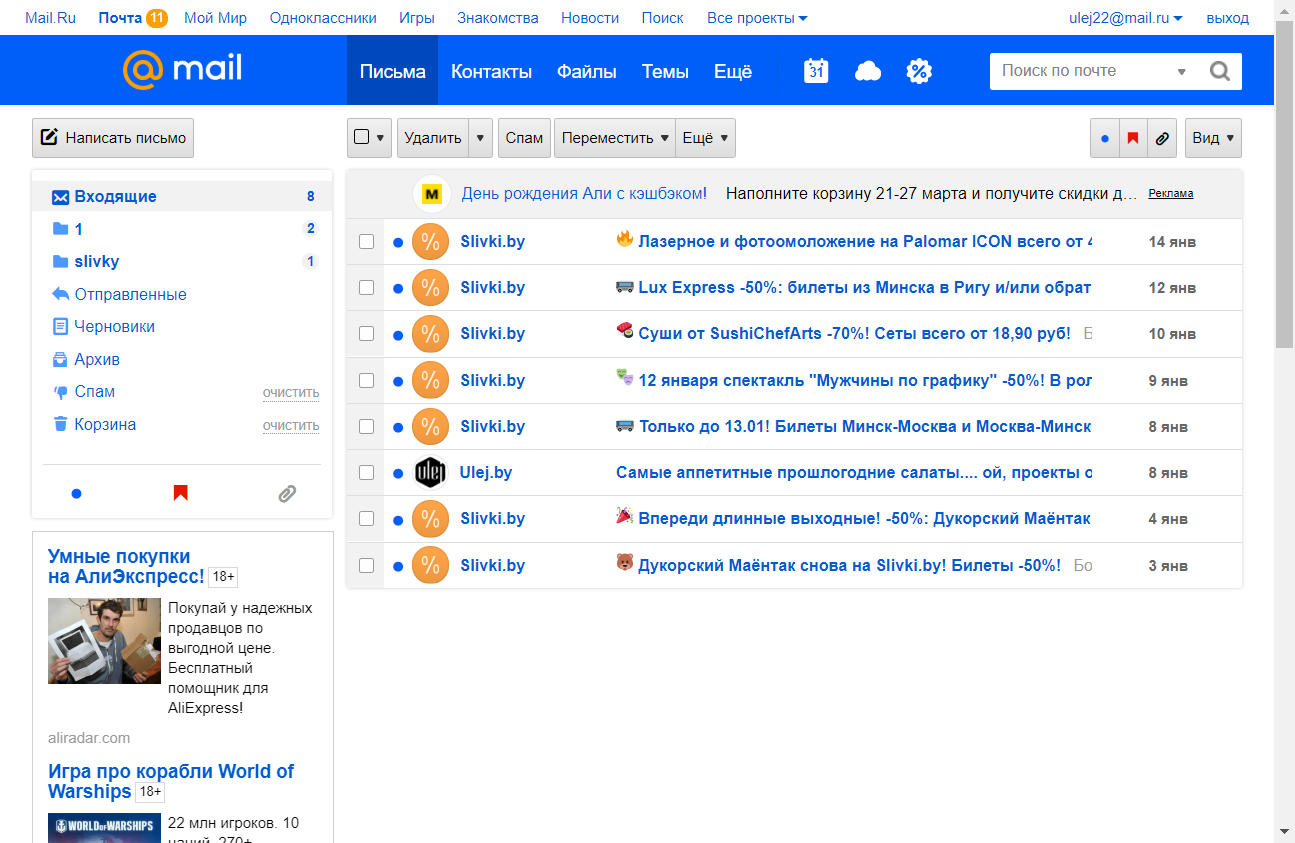 Mail.Ru Почта 11 Мой Мир Одноклассники Игры Знакомства Новости Поиск Все проекты ulej22@mail.ru выход
@mail Письма Контакты Файлы Темы Ещё 31 % Поиск по почте
Написать письмо Удалить Спам Переместить Ещё Вид
Входящие 8
1 2
slivky 1
Отправленные
Черновики
Архив
Спам очистить
Корзина очистить
М День рождения Али с кэшбэком! Наполните корзину 21-27 марта и получите скидки д... Реклама
% Slivki.by Лазерное и фотоомоложение на Palomar ICON всего от 4 14 янв
% Slivki.by Lux Express -50%: билеты из Минска в Ригу и/или обрат 12 янв
% Slivki.by Суши от SushiChefArts -70%! Сеты всего от 18,90 руб! Б 10 янв
% Slivki.by 12 января спектакль "Мужчины по графику" -50%! В рол 9 янв
% Slivki.by Только до 13.01! Билеты Минск-Москва и Москва-Минск 8 янв
ulej Ulej.by Самые аппетитные прошлогодние салаты.... ой, проекты о 8 янв
% Slivki.by Впереди длинные выходные! -50%: Дукорский Маёнтак 4 янв
% Slivki.by Дукорский Маёнтак снова на Slivki.by! Билеты -50%! Бо 3 янв
Умные покупки
на АлиЭкспресс! 18+
Покупай у надежных
продавцов по
выгодной цене.
Бесплатный
помощник для
AliExpress!
aliradar.com
Игра про корабли World of
Warships 18+
WORLD OF WARSHIPS
22 млн игроков. 10
наций, 270+